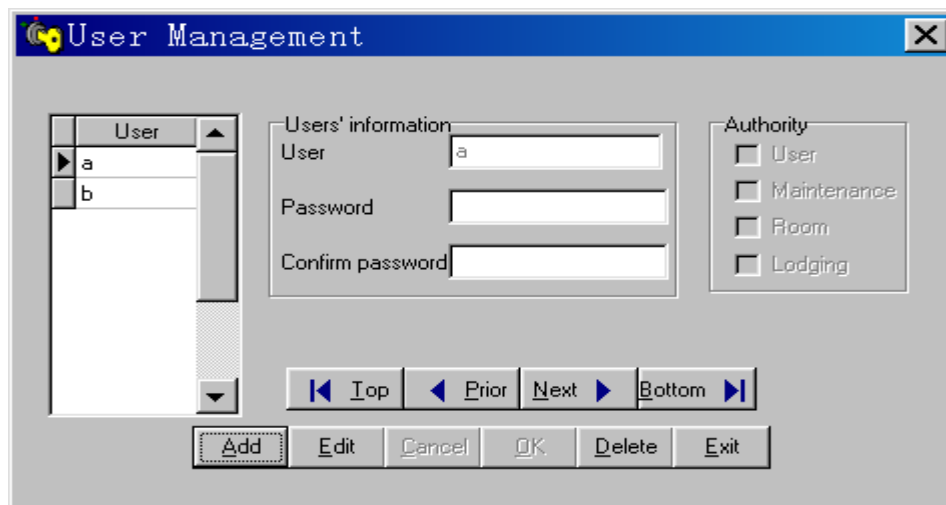 User Management
User
a
b
Users' information
User
a
Password
Confirm password
Authority
User
Maintenance
Room
Lodging
Top Prior Next Bottom
Add Edit Cancel OK Delete Exit